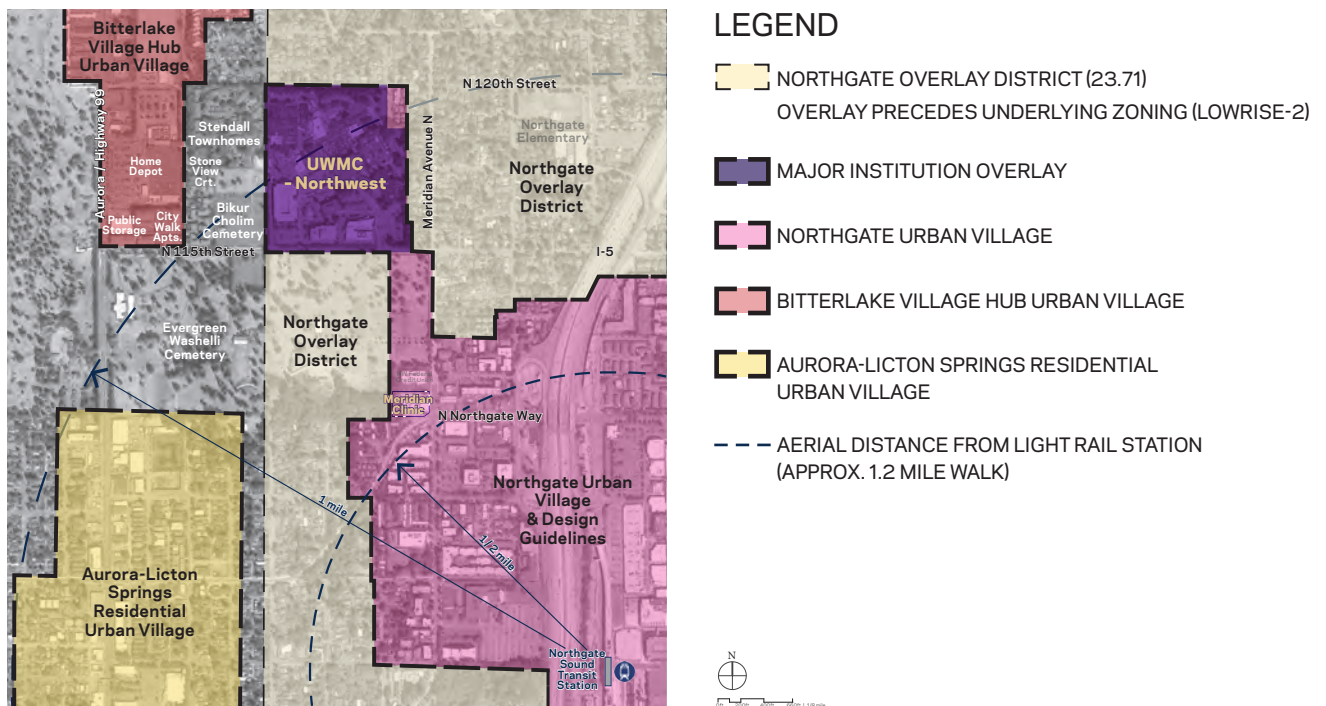 Bitterlake
Village Hub
Urban Village
Aurora / Highway 99
Home
Depot
Public
Storage
City
Walk
Apts.
Stendall
Townhomes
Stone
View
Crt.
Bikur
Cholim
Cemetery
N 115th Street
UWMC
- Northwest
Meridian Avenue N
N 120th Street
Northgate
Elementary
Northgate
Overlay
District
I-5
Evergreen
Washelli
Cemetery
Northgate
Overlay
District
Meridian
Clinic
N Northgate Way
Northgate Urban
Village
& Design
Guidelines
1 mile
1/2 mile
Aurora-Licton
Springs
Residential
Urban Village
Northgate
Sound
Transit
Station
LEGEND
NORTHGATE OVERLAY DISTRICT (23.71)
OVERLAY PRECEDES UNDERLYING ZONING (LOWRISE-2)
MAJOR INSTITUTION OVERLAY
NORTHGATE URBAN VILLAGE
BITTERLAKE VILLAGE HUB URBAN VILLAGE
AURORA-LICTON SPRINGS RESIDENTIAL
URBAN VILLAGE
AERIAL DISTANCE FROM LIGHT RAIL STATION
(APPROX. 1.2 MILE WALK)
N